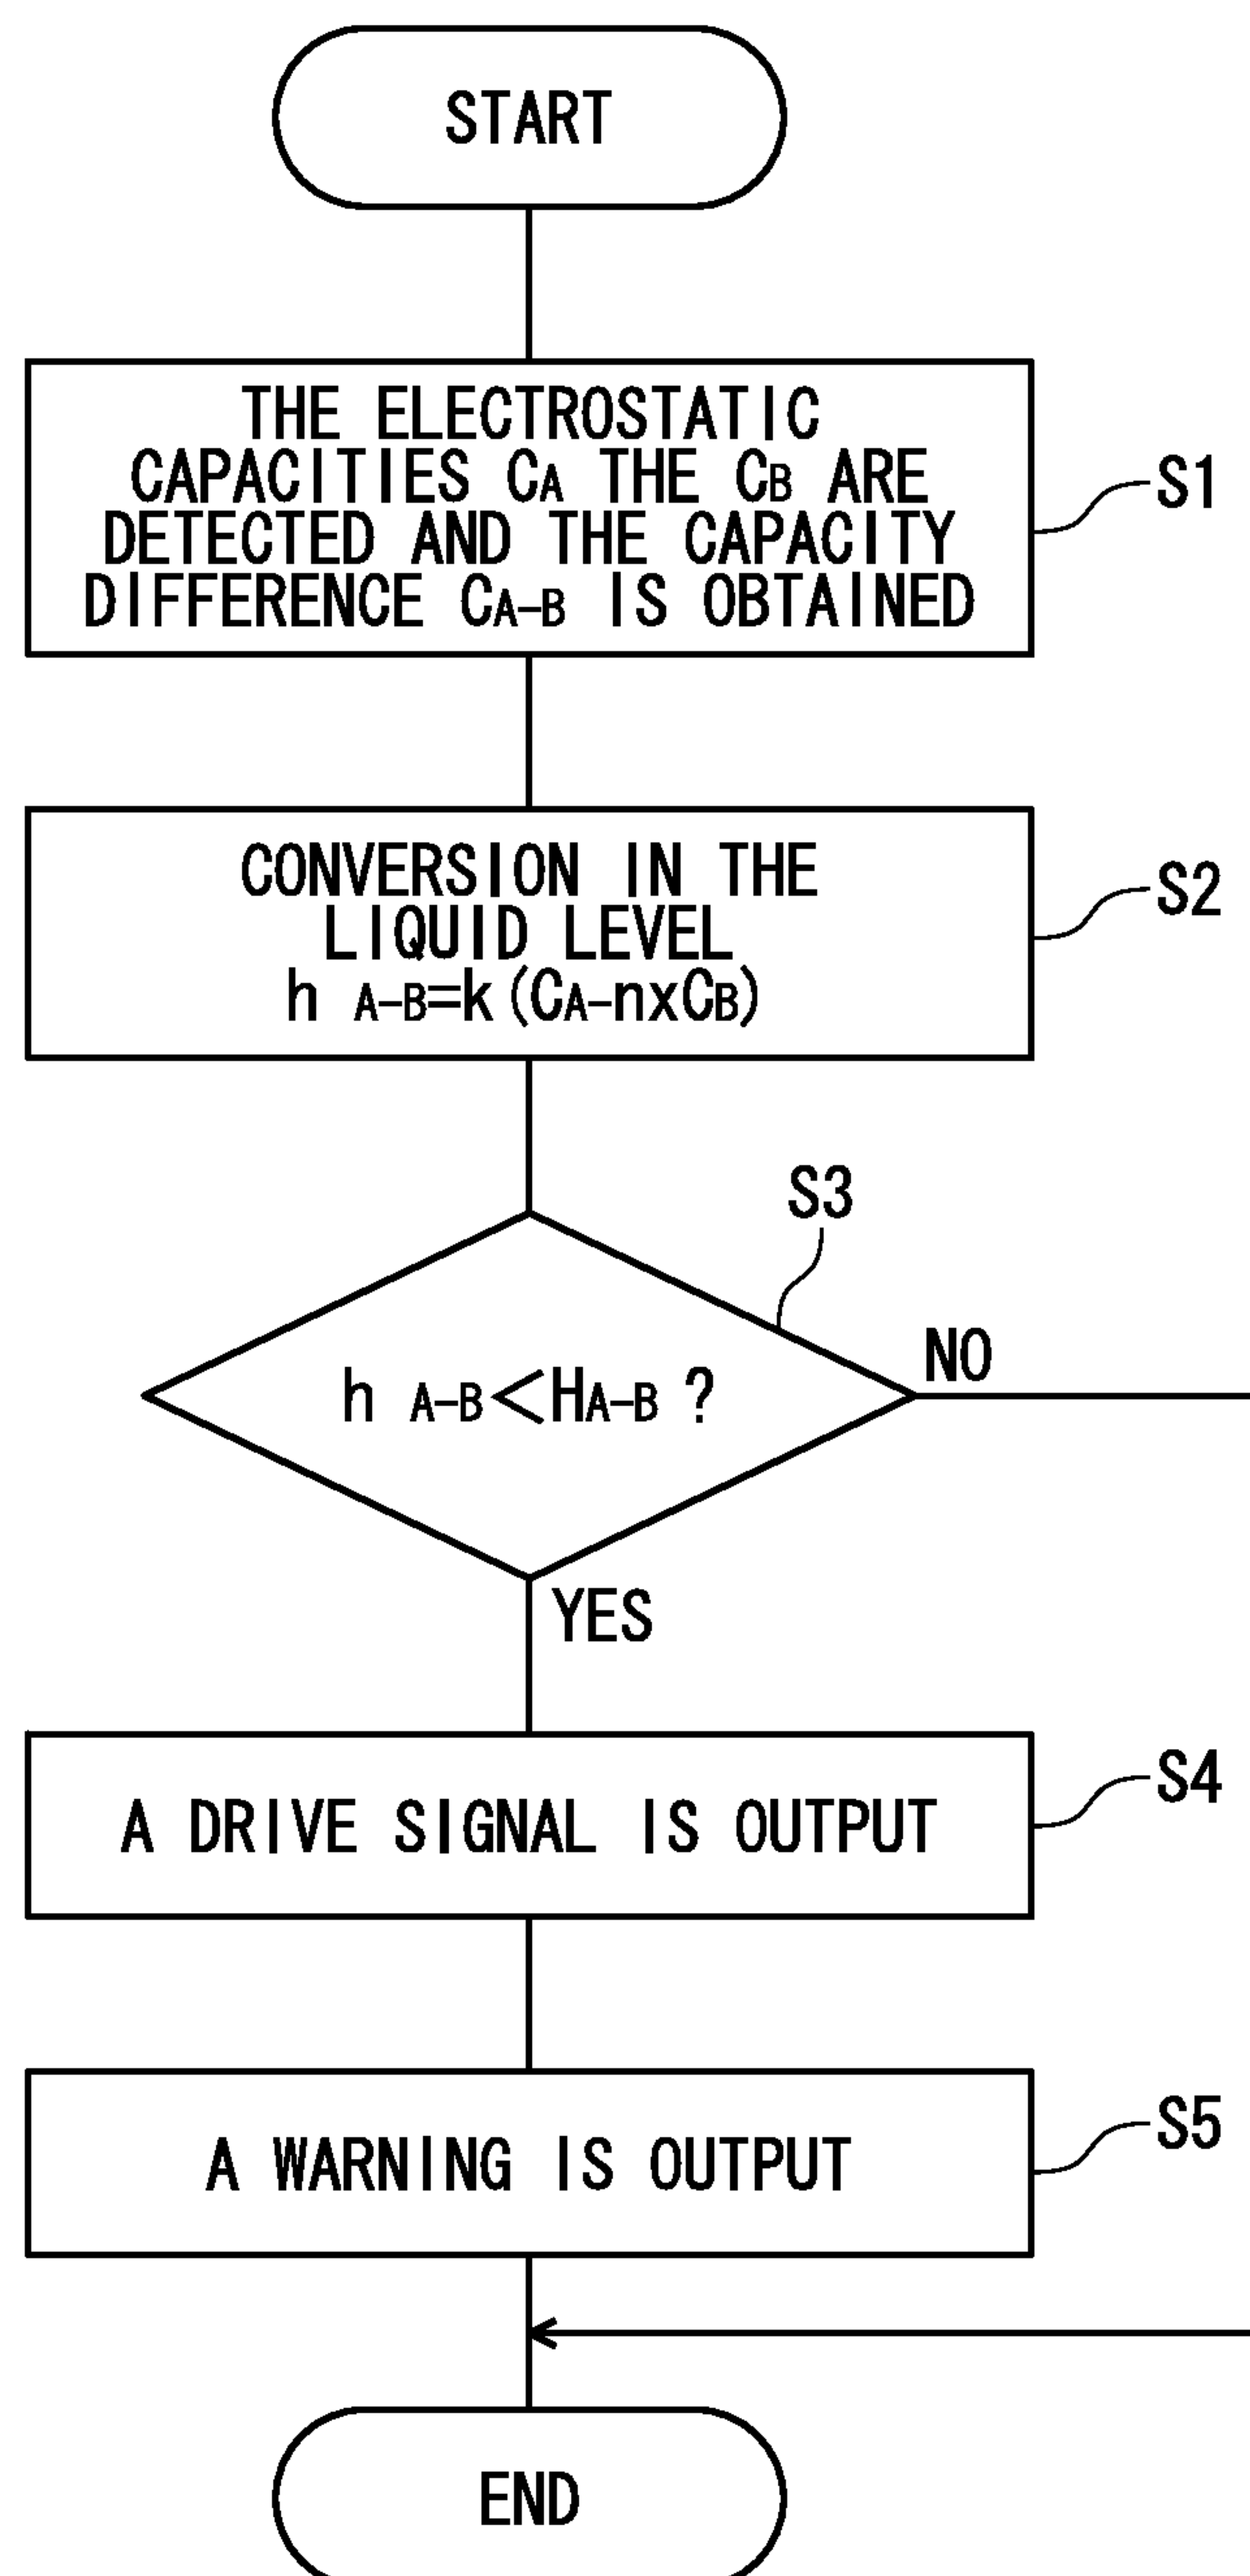 START
THE ELECTROSTATIC
CAPACITIES CA THE CB ARE
DETECTED AND THE CAPACITY
DIFFERENCE CA-B IS OBTAINED
S1
CONVERSION IN THE
LIQUID LEVEL
h A-B=k(CA-nxCB)
S2
S3
h A-B<HA-B ?
NO
YES
A DRIVE SIGNAL IS OUTPUT
S4
A WARNING IS OUTPUT
S5
END